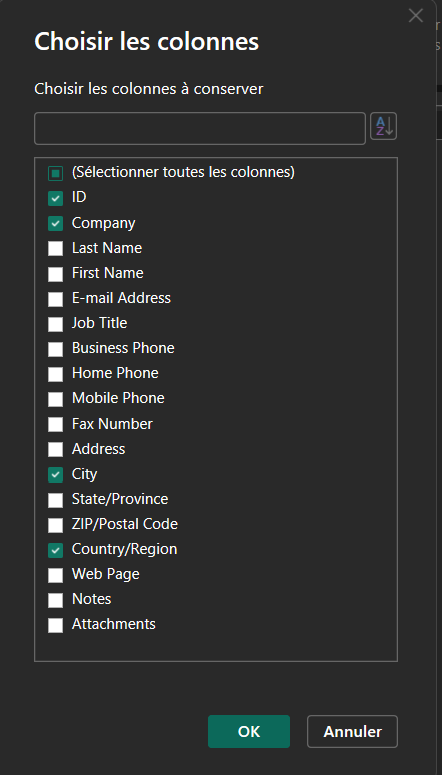 Choisir les colonnes
Choisir les colonnes à conserver
AZ
(Sélectionner toutes les colonnes)
ID
Company
Last Name
First Name
E-mail Address
Job Title
Business Phone
Home Phone
Mobile Phone
Fax Number
Address
City
State/Province
ZIP/Postal Code
Country/Region
Web Page
Notes
Attachments
OK Annuler